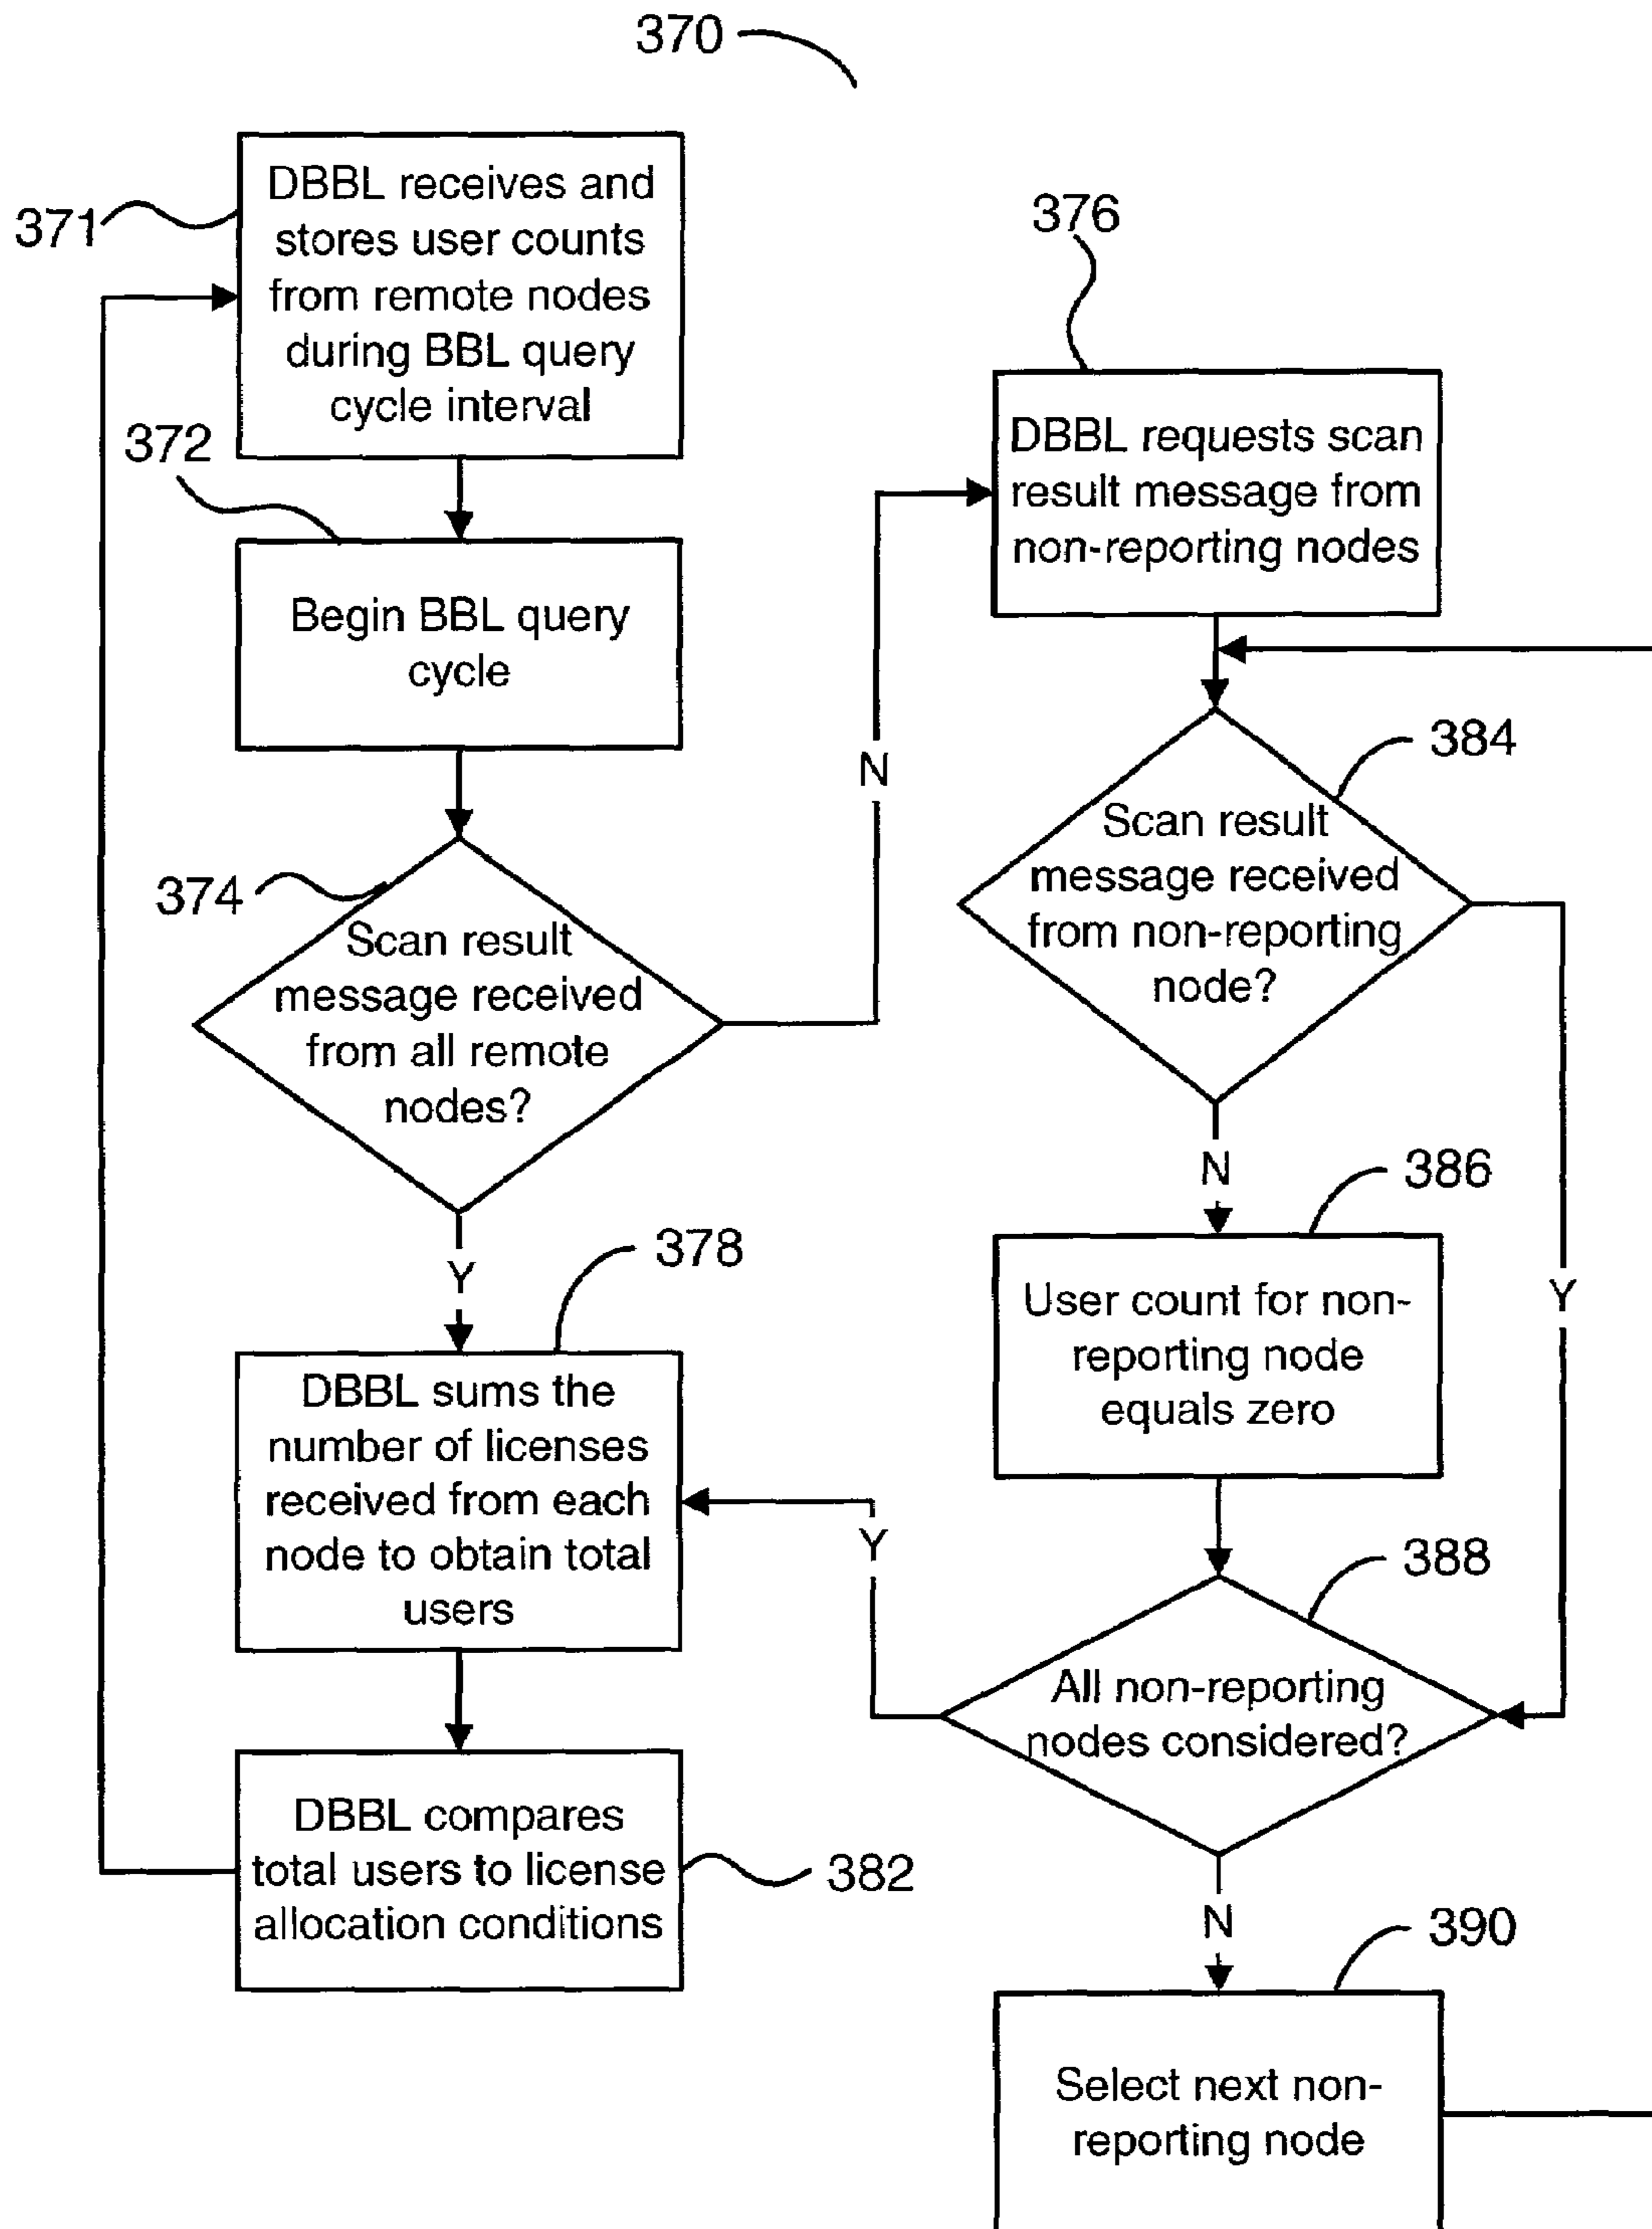 370
371
DBBL receives and
stores user counts
from remote nodes
during BBL query
cycle interval
372
Begin BBL query
cycle
374
Scan result
message received
from all remote
nodes?
N
Y
378
DBBL sums the
number of licenses
received from each
node to obtain total
users
382
DBBL compares
total users to license
allocation conditions
376
DBBL requests scan
result message from
non-reporting nodes
384
Scan result
message received
from non-reporting
node?
N
Y
386
User count for non-
reporting node
equals zero
388
All non-reporting
nodes considered?
Y
N
390
Select next non-
reporting node